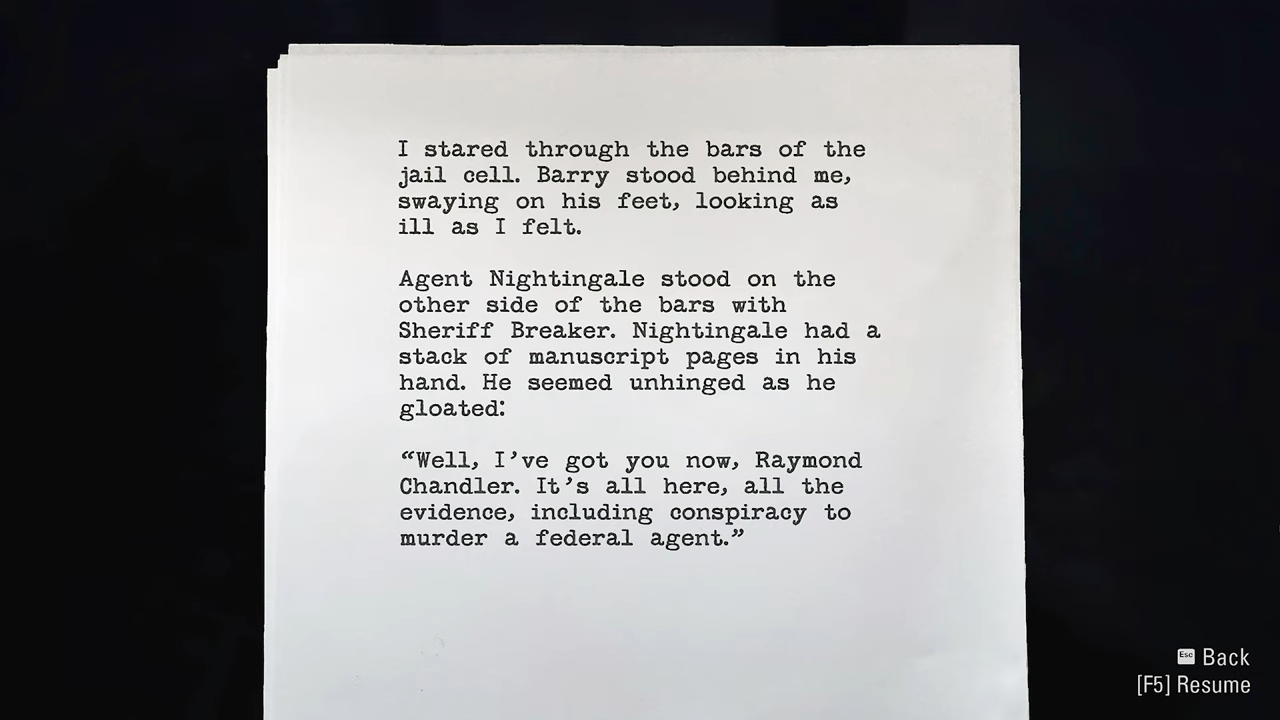 I stared through the bars of the
jail cell. Barry stood behind me,
swaying on his feet, looking as
ill as I felt.
Agent Nightingale stood on the
other side of the bars with
Sheriff Breaker. Nightingale had a
stack of manuscript pages in his
hand. He seemed unhinged as he
gloated:
“Well, I’ve got you now, Raymond
Chandler. It’s all here, all the
evidence, including conspiracy to
murder a federal agent.”
Esc Back
[F5] Resume